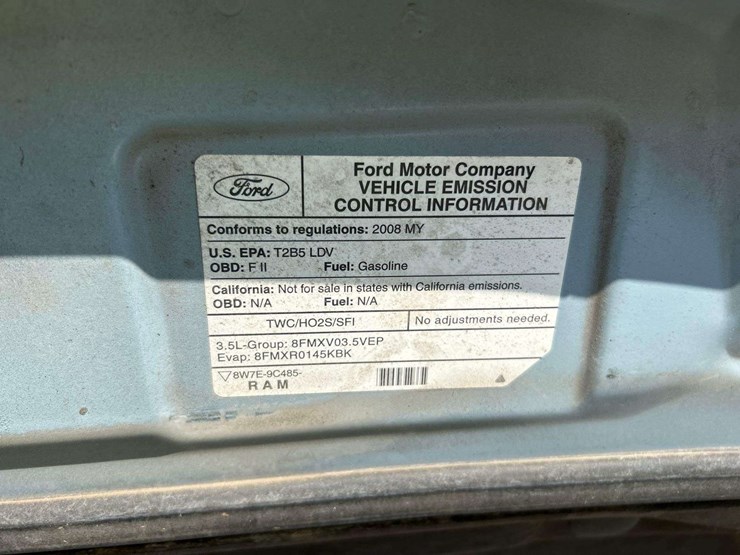 Ford
Ford Motor Company
VEHICLE EMISSION
CONTROL INFORMATION
Conforms to regulations: 2008 MY
U.S. EPA: T2B5 LDV
OBD: F II Fuel: Gasoline
California: Not for sale in states with California emissions.
OBD: N/A Fuel: N/A
TWC/HO2S/SFI No adjustments needed.
3.5L-Group: 8FMXV03.5VEP
Evap: 8FMXR0145KBK
8W7E-9C485-
RAM